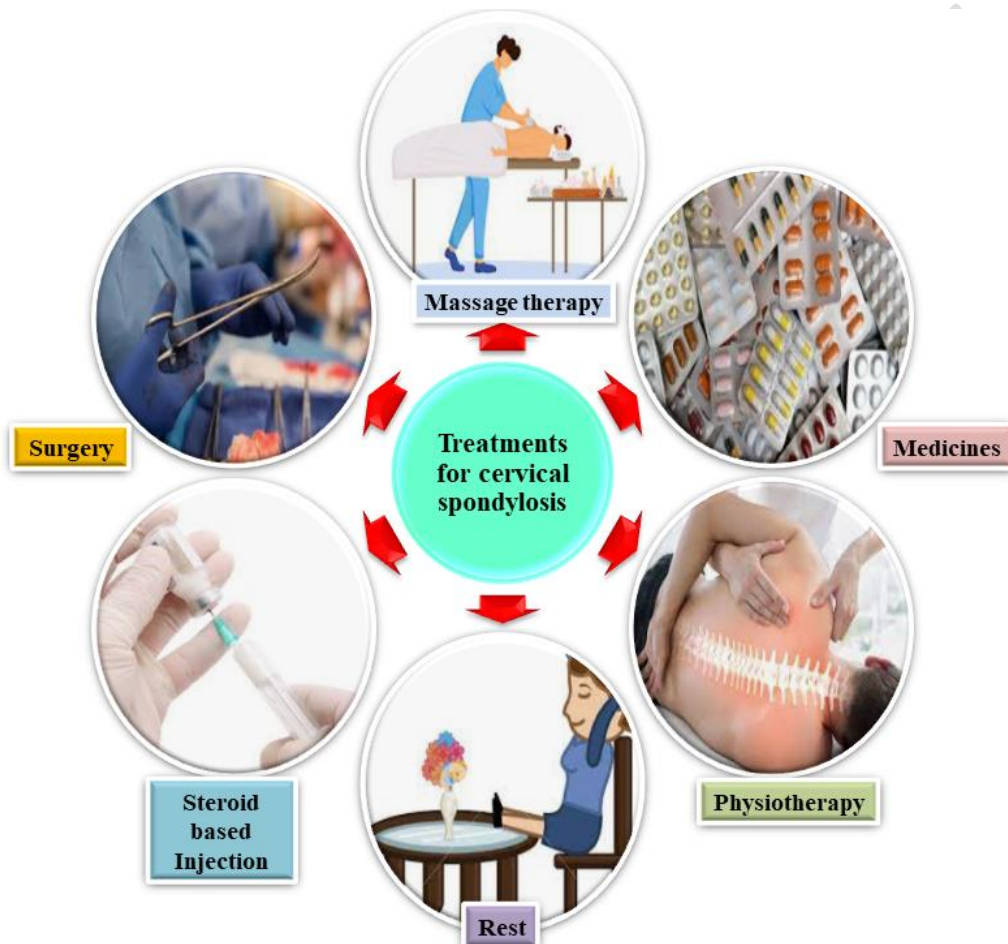 Massage therapy
Surgery
Treatments
for cervical
spondylosis
Medicines
Steroid
based
Injection
Physiotherapy
Rest